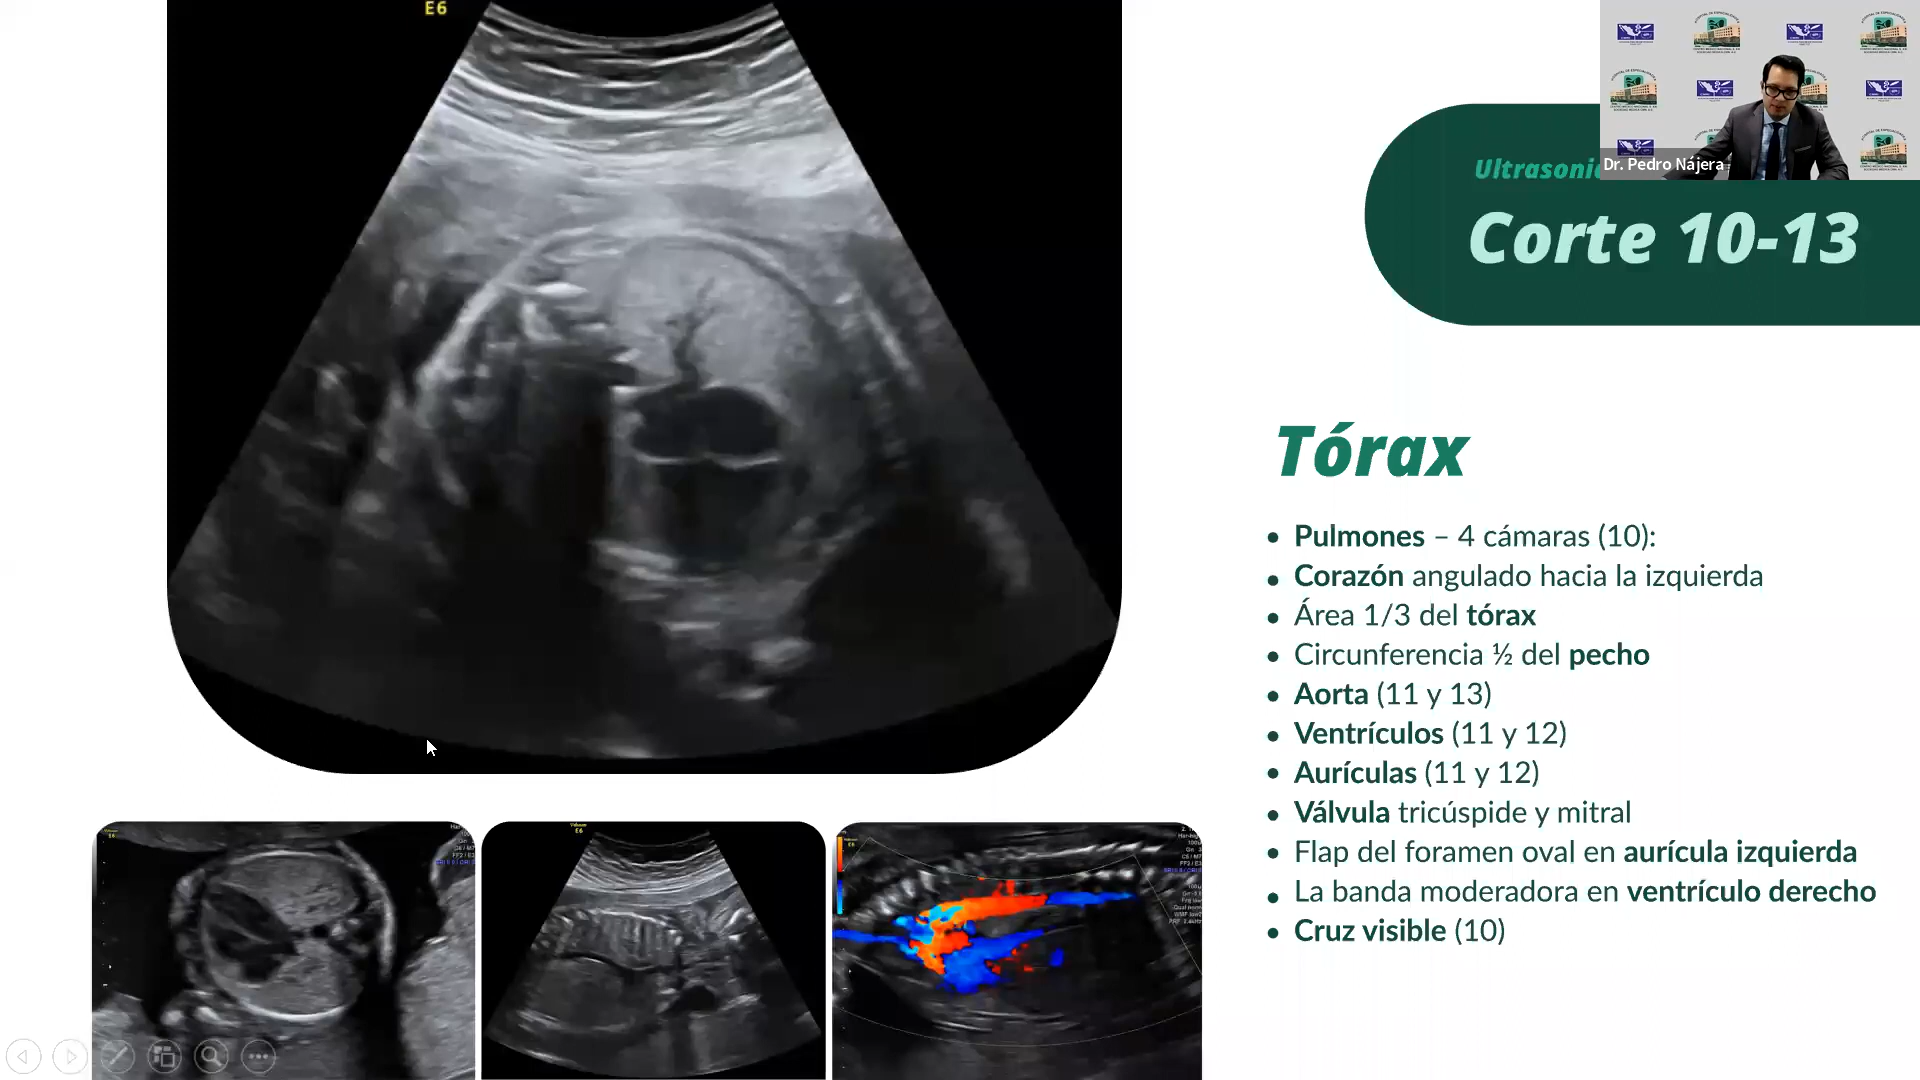 E6
Dr. Pedro Nájera
Ultrasoni
Corte 10-13
Tórax
• Pulmones – 4 cámaras (10):
• Corazón angulado hacia la izquierda
• Área 1/3 del tórax
• Circunferencia ½ del pecho
• Aorta (11 y 13)
• Ventrículos (11 y 12)
• Aurículas (11 y 12)
• Válvula tricúspide y mitral
• Flap del foramen oval en aurícula izquierda
• La banda moderadora en ventrículo derecho
• Cruz visible (10)
E6